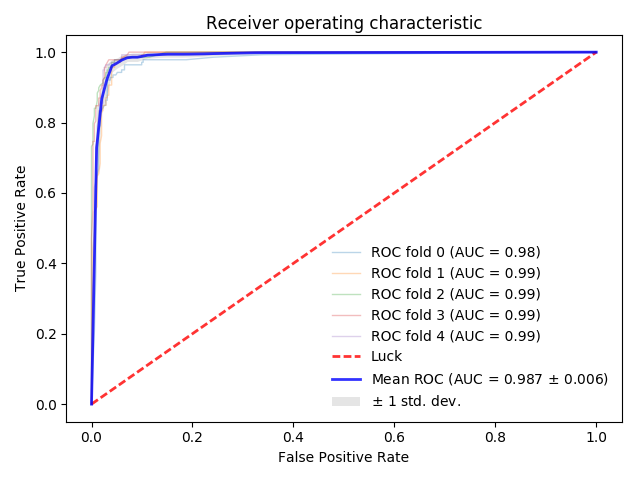 Receiver operating characteristic
True Positive Rate
1.0
0.8
0.6
0.4
0.2
0.0
ROC fold 0 (AUC = 0.98)
ROC fold 1 (AUC = 0.99)
ROC fold 2 (AUC = 0.99)
ROC fold 3 (AUC = 0.99)
ROC fold 4 (AUC = 0.99)
Luck
Mean ROC (AUC = 0.987 ± 0.006)
± 1 std. dev.
0.0 0.2 0.4 0.6 0.8 1.0
False Positive Rate